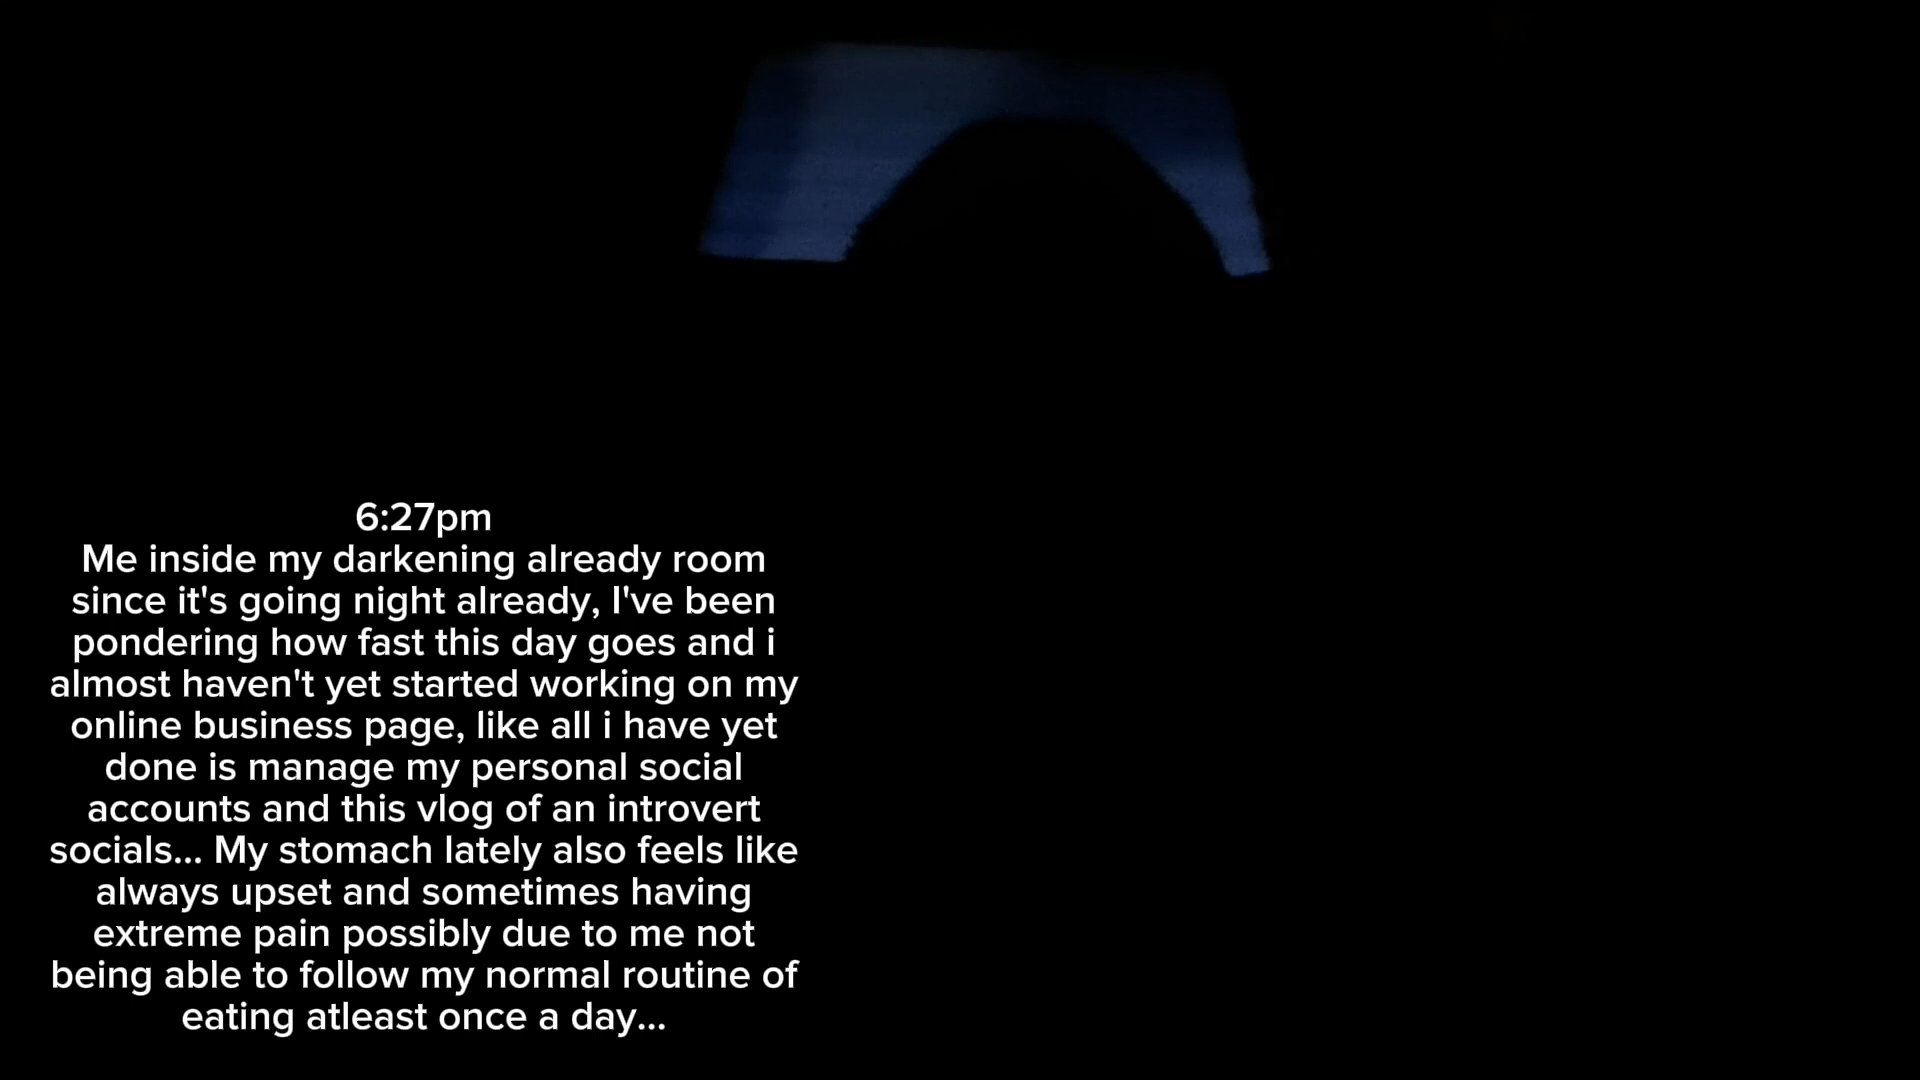 6:27pm
Me inside my darkening already room
since it's going night already, I've been
pondering how fast this day goes and i
almost haven't yet started working on my
online business page, like all i have yet
done is manage my personal social
accounts and this vlog of an introvert
socials... My stomach lately also feels like
always upset and sometimes having
extreme pain possibly due to me not
being able to follow my normal routine of
eating atleast once a day...